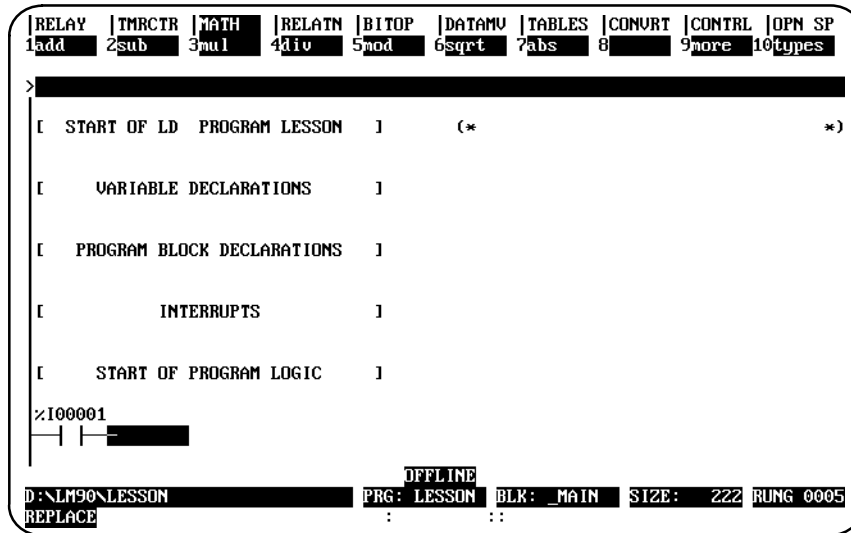 |RELAY |TMRCTR |MATH |RELATN |BITOP |DATAMV |TABLES |CONVRT |CONTRL |OPN SP
1add 2sub 3mul 4div 5mod 6sqrt 7abs 8 9more 10types
>
[ START OF LD PROGRAM LESSON ] (* *)
[ VARIABLE DECLARATIONS ]
[ PROGRAM BLOCK DECLARATIONS ]
[ INTERRUPTS ]
[ START OF PROGRAM LOGIC ]
%I00001
OFFLINE
D:\LM90\LESSON PRG: LESSON BLK: _MAIN SIZE: 222 RUNG 0005
REPLACE : ::